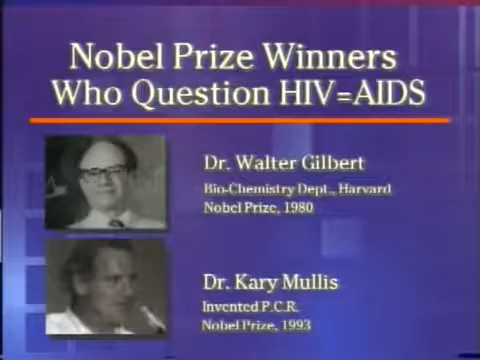 Nobel Prize Winners
Who Question HIV=AIDS
Dr. Walter Gilbert
Bio-Chemistry Dept., Harvard
Nobel Prize, 1980
Dr. Kary Mullis
Invented P.C.R.
Nobel Prize, 1993